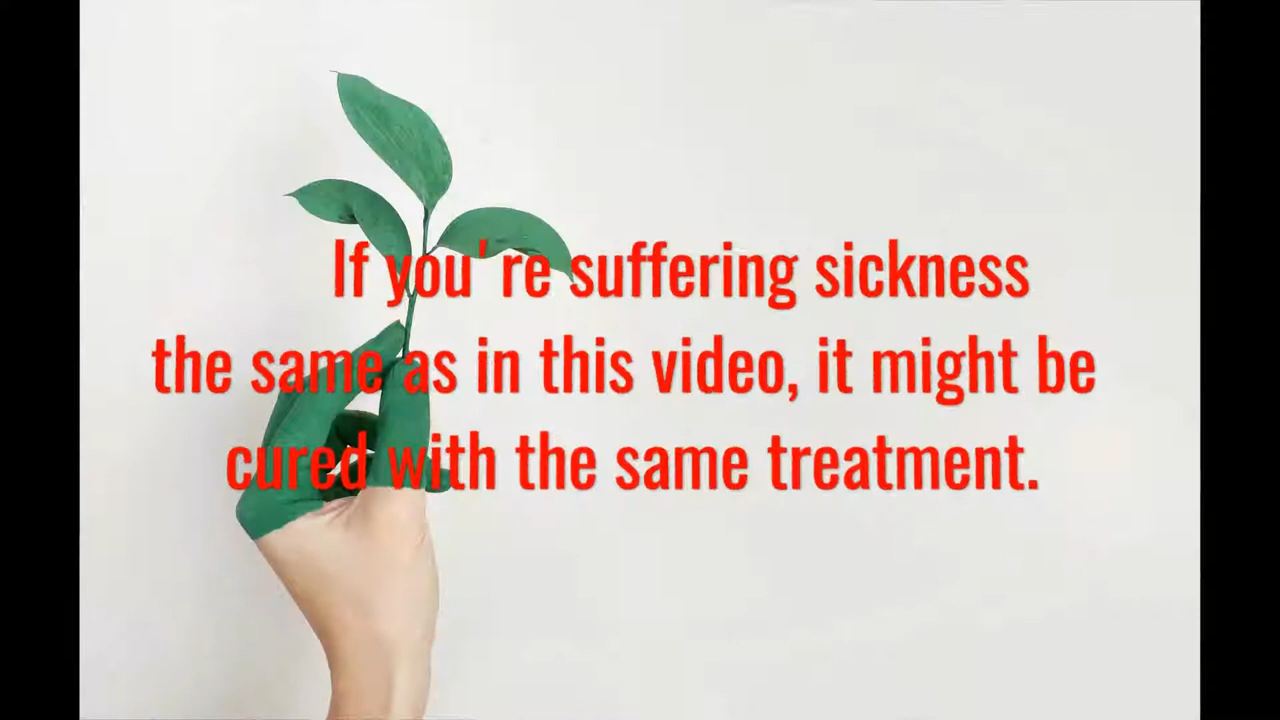 If you're suffering sickness
the same as in this video, it might be
cured with the same treatment.